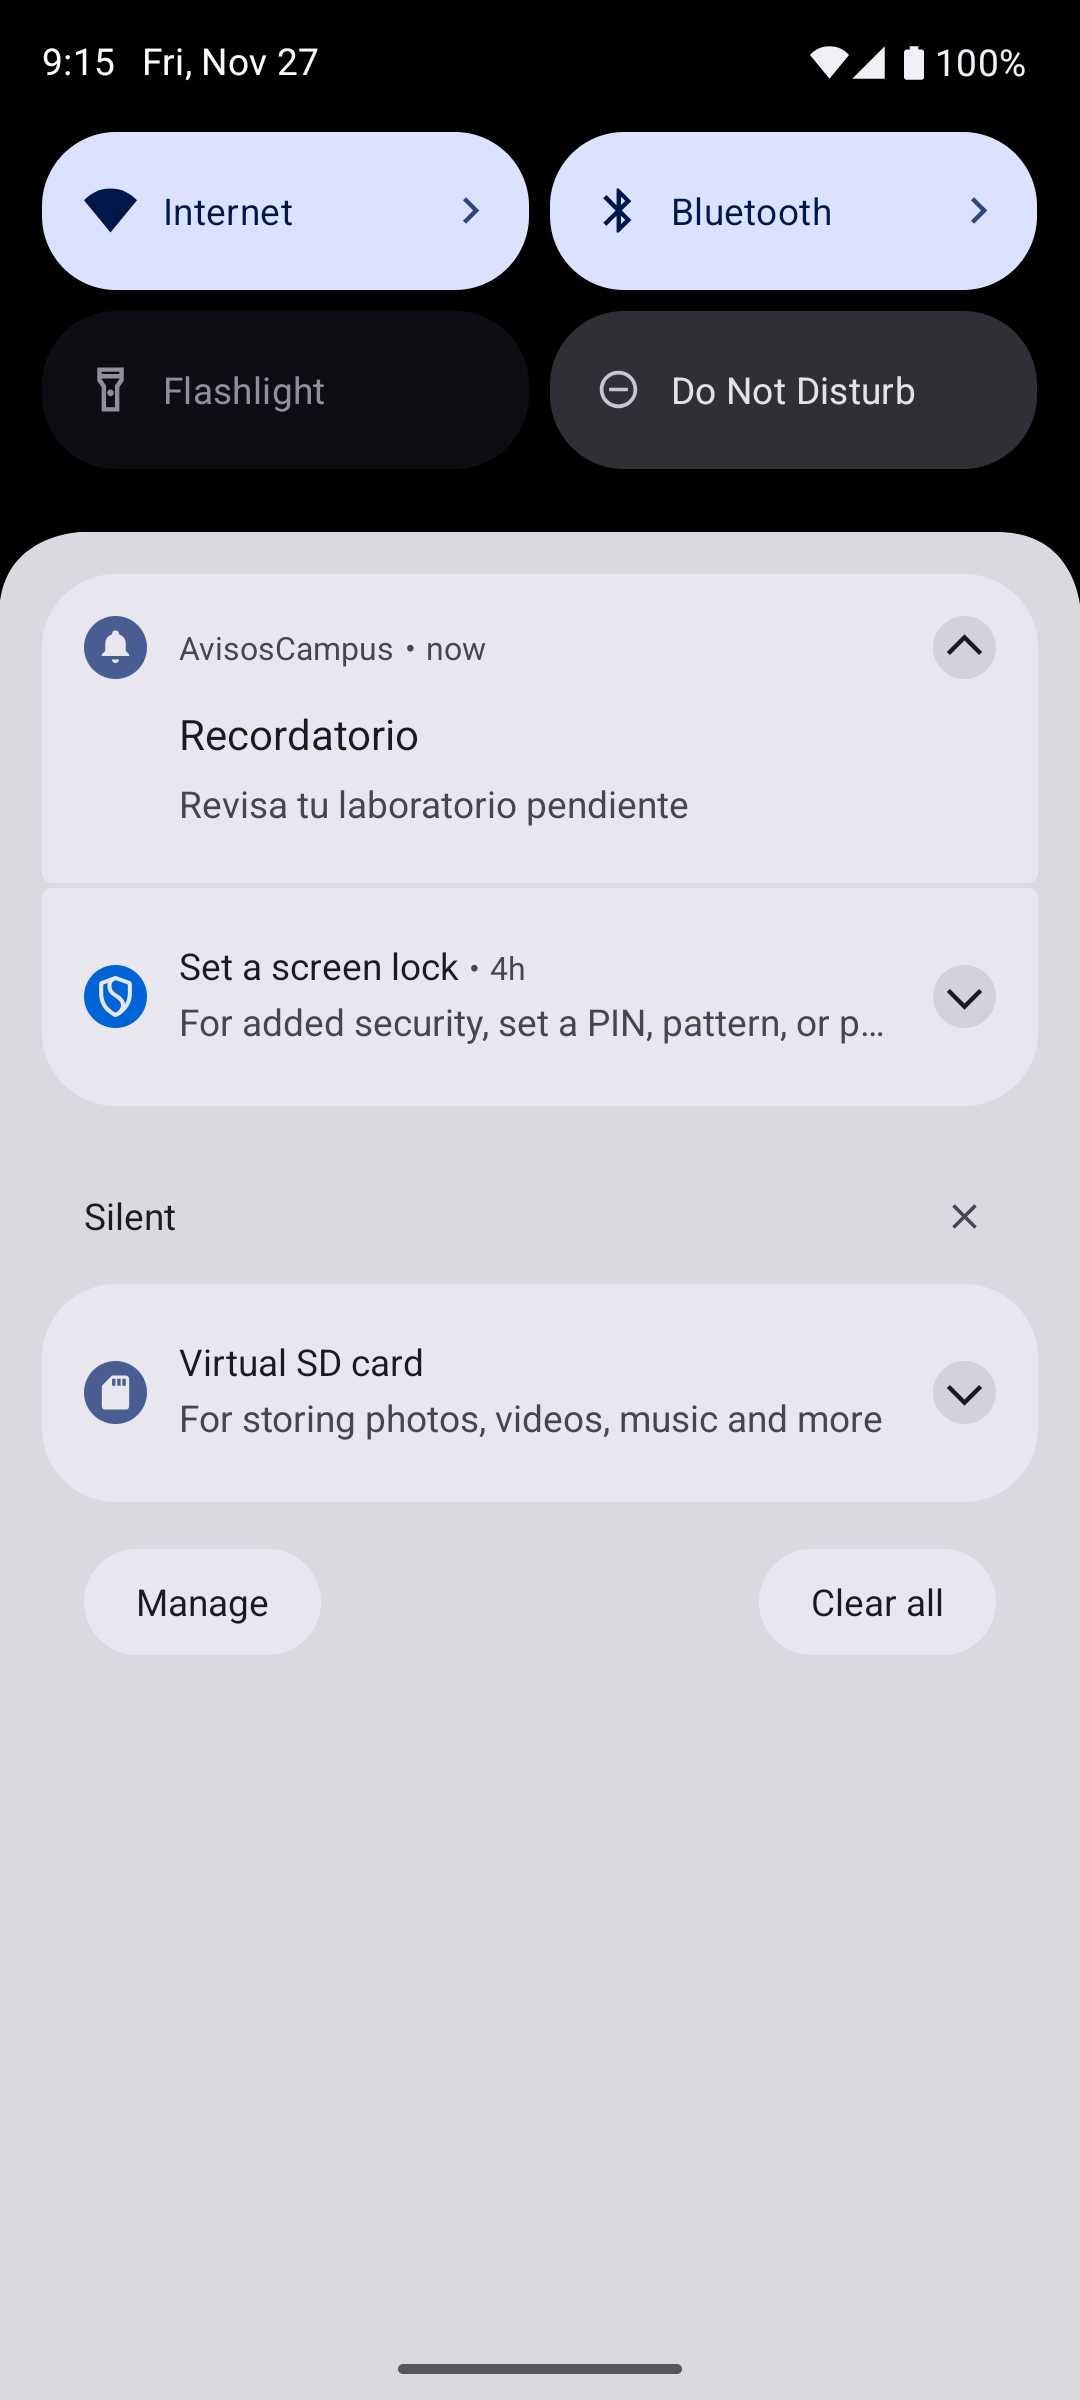 9:15 Fri, Nov 27 100%
Internet
Bluetooth
Flashlight
Do Not Disturb
AvisosCampus • now
Recordatorio
Revisa tu laboratorio pendiente
Set a screen lock • 4h
For added security, set a PIN, pattern, or p…
Silent
Virtual SD card
For storing photos, videos, music and more
Manage
Clear all